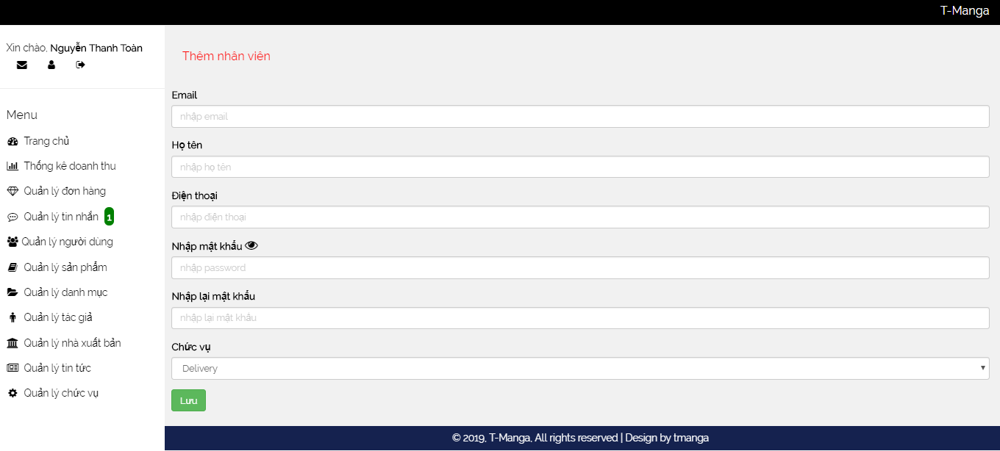 T-Manga
Xin chào, Nguyễn Thanh Toàn
Menu
Trang chủ
Thống kê doanh thu
Quản lý đơn hàng
Quản lý tin nhắn 1
Quản lý người dùng
Quản lý sản phẩm
Quản lý danh mục
Quản lý tác giả
Quản lý nhà xuất bản
Quản lý tin tức
Quản lý chức vụ
Thêm nhân viên
Email
nhập email
Họ tên
nhập họ tên
Điện thoại
nhập điện thoại
Nhập mật khẩu
nhập password
Nhập lại mật khẩu
nhập lại mật khẩu
Chức vụ
Delivery
Lưu
© 2019, T-Manga, All rights reserved | Design by tmanga